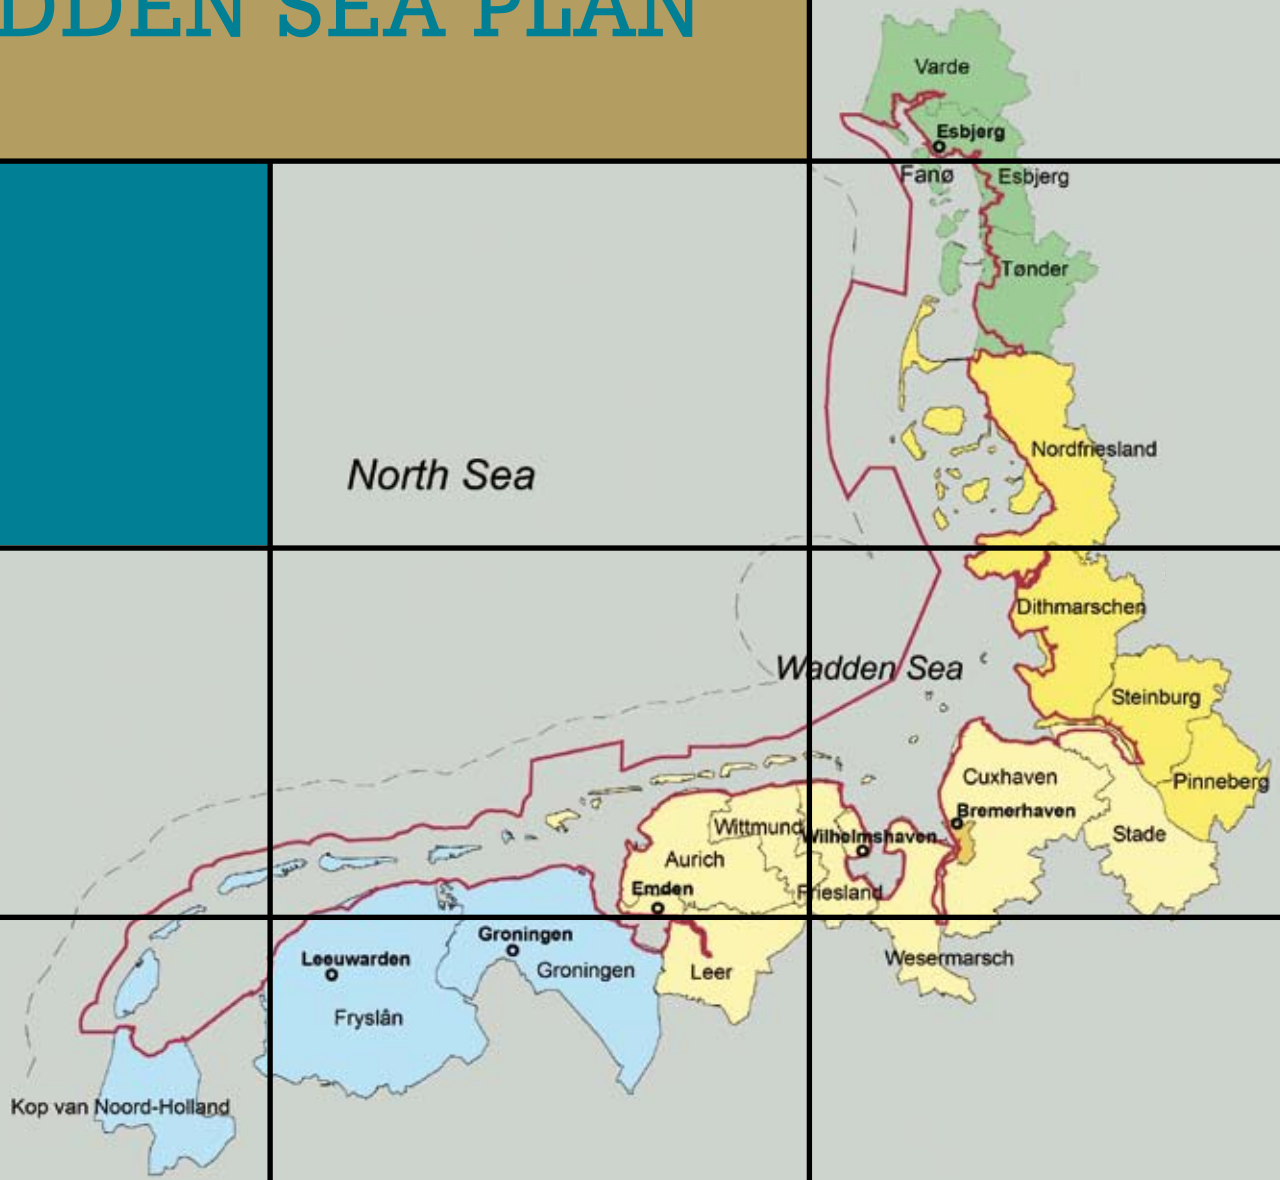 DDEN SEA PLAN
Varde
Esbjerg
Fanø
Esbjerg
Tønder
Nordfriesland
North Sea
Dithmarschen
Wadden Sea
Steinburg
Cuxhaven
Pinneberg
Bremerhaven
Wittmund
Wilhelmshaven
Stade
Aurich
Emden
Friesland
Groningen
Leeuwarden
Groningen
Leer
Wesermarsch
Fryslân
Kop van Noord-Holland